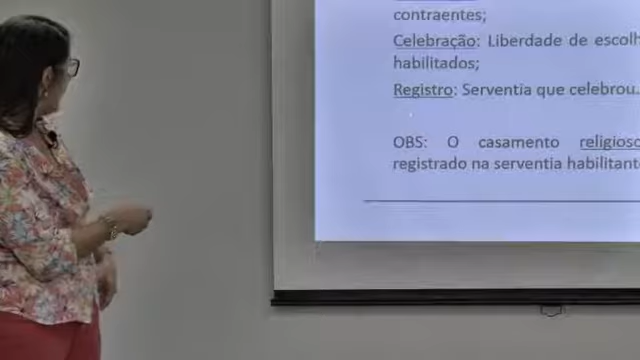 contraentes;
Celebração: Liberdade de escolh
habilitados;
Registro: Serventia que celebrou.
OBS: O casamento religioso
registrado na serventia habilitant